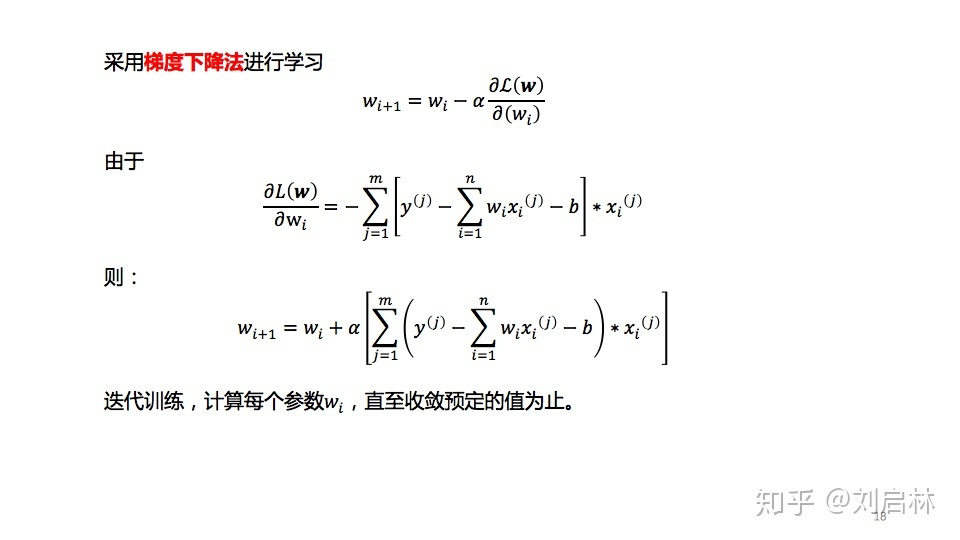 采用梯度下降法进行学习
$w_{i+1} = w_i - \alpha \frac{\partial \mathcal{L}(\boldsymbol{w})}{\partial (w_i)}$
由于
$\frac{\partial L(\boldsymbol{w})}{\partial \mathrm{w}_i} = -\sum_{j=1}^{m} \left[ y^{(j)} - \sum_{i=1}^{n} w_i x_i^{(j)} - b \right] * x_i^{(j)}$
则：
$w_{i+1} = w_i + \alpha \left[ \sum_{j=1}^{m} \left( y^{(j)} - \sum_{i=1}^{n} w_i x_i^{(j)} - b \right) * x_i^{(j)} \right]$
迭代训练，计算每个参数$w_i$，直至收敛预定的值为止。
知乎 @刘启林
18